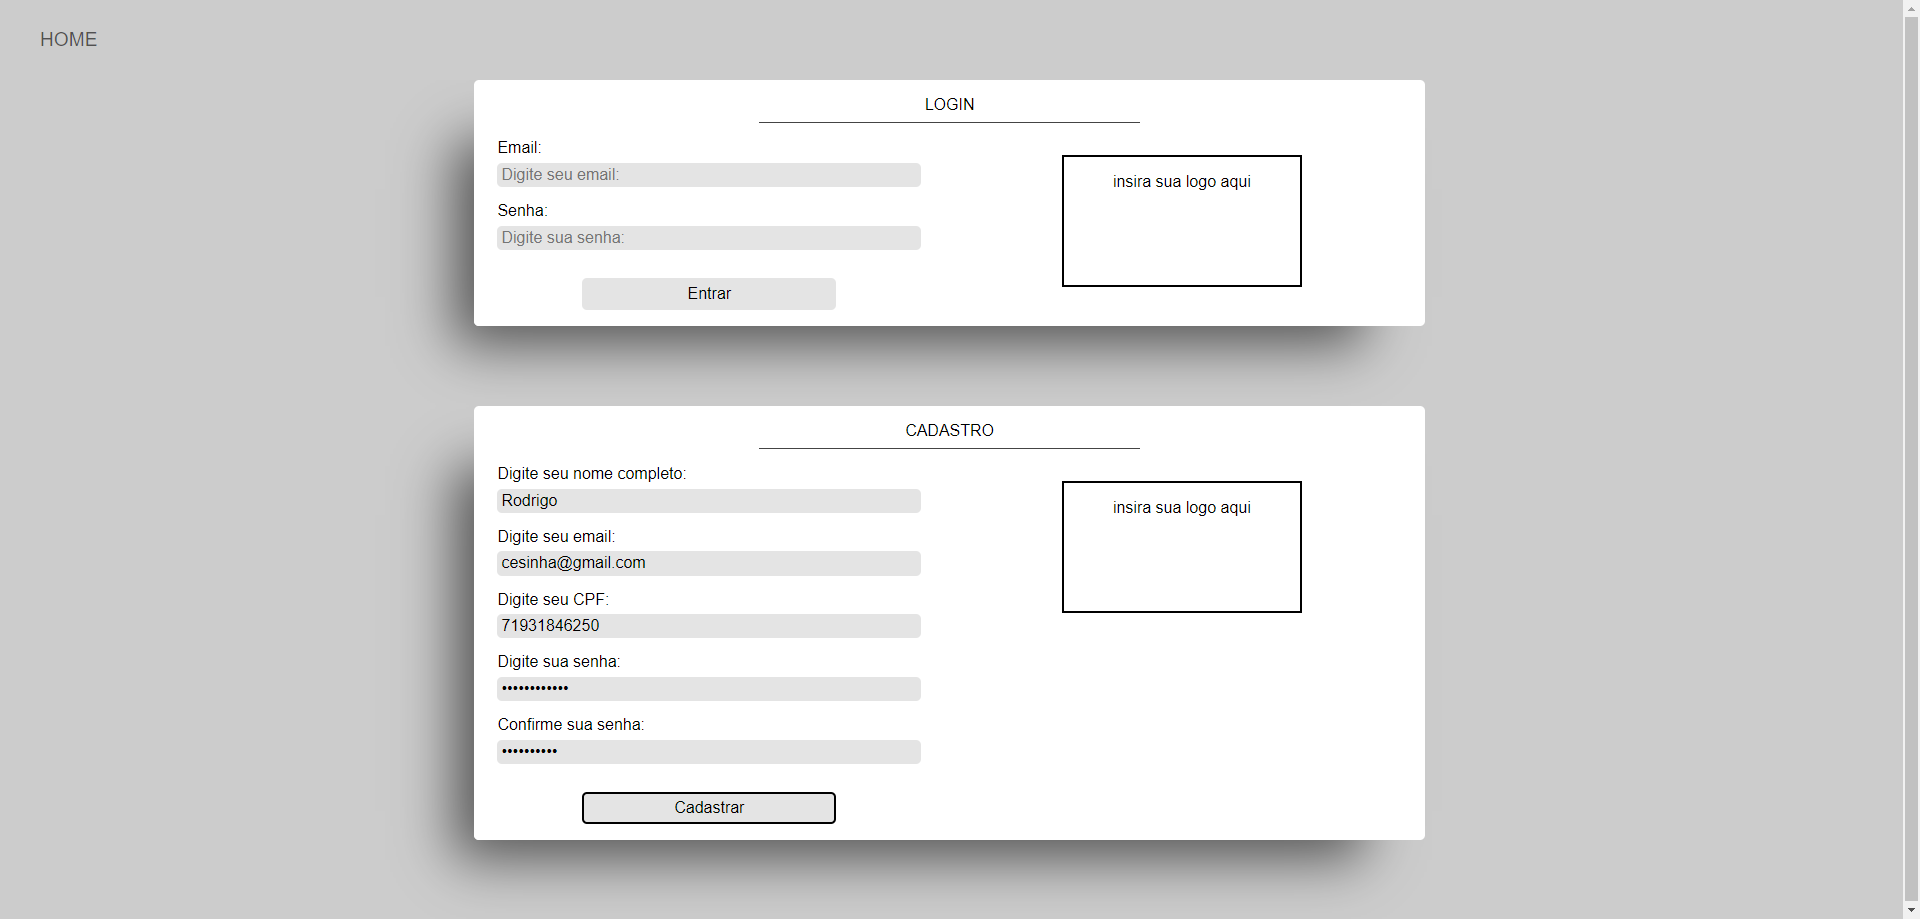 HOME
LOGIN
Email:
Digite seu email:
Senha:
Digite sua senha:
Entrar
insira sua logo aqui
CADASTRO
Digite seu nome completo:
Rodrigo
Digite seu email:
cesinha@gmail.com
Digite seu CPF:
71931846250
Digite sua senha:
••••••••••••
Confirme sua senha:
••••••••••
Cadastrar
insira sua logo aqui